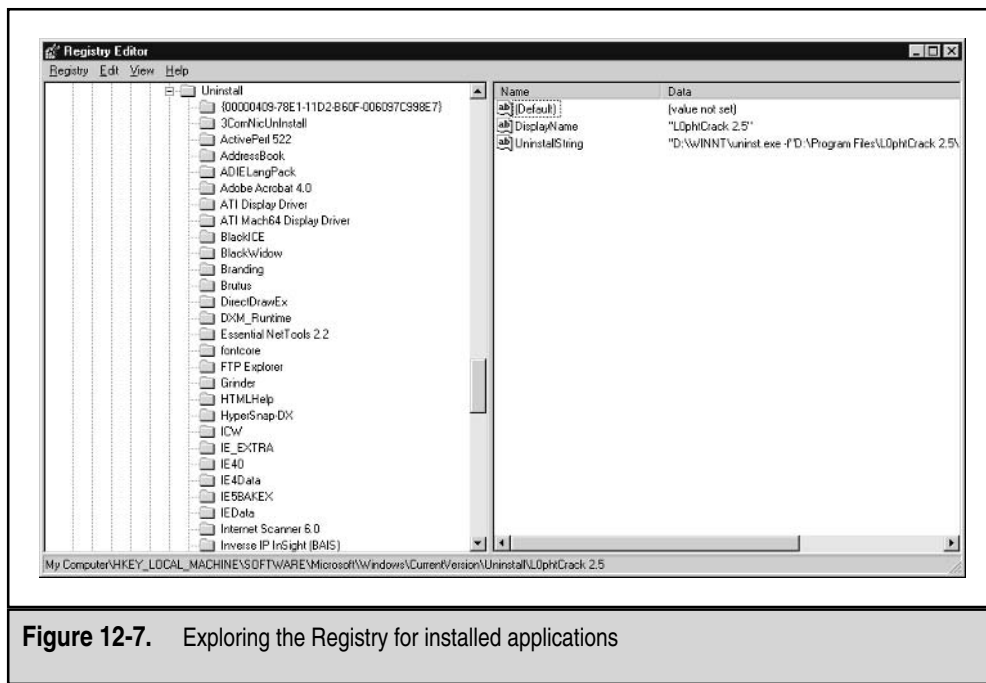 Registry Editor
Registry Edit View Help
Uninstall
{00000409-78E1-11D2-B60F-006097C998E7}
3ComNicUnInstall
ActivePerl 522
AddressBook
ADIELangPack
Adobe Acrobat 4.0
ATI Display Driver
ATI Mach64 Display Driver
BlackICE
BlackWidow
Branding
Brutus
DirectDrawEx
DXM_Runtime
Essential NetTools 2.2
fontcore
FTP Explorer
Grinder
HTMLHelp
HyperSnap-DX
ICW
IE_EXTRA
IE40
IE4Data
IE5BAKEX
IEData
Internet Scanner 6.0
Inverse IP InSight (BAIS)
Name Data
ab (Default) (value not set)
ab DisplayName "L0phtCrack 2.5"
ab UninstallString "D:\WINNT\uninst.exe -f"D:\Program Files\L0phtCrack 2.5\
My Computer\HKEY_LOCAL_MACHINE\SOFTWARE\Microsoft\Windows\CurrentVersion\Uninstall\L0phtCrack 2.5
Figure 12-7. Exploring the Registry for installed applications